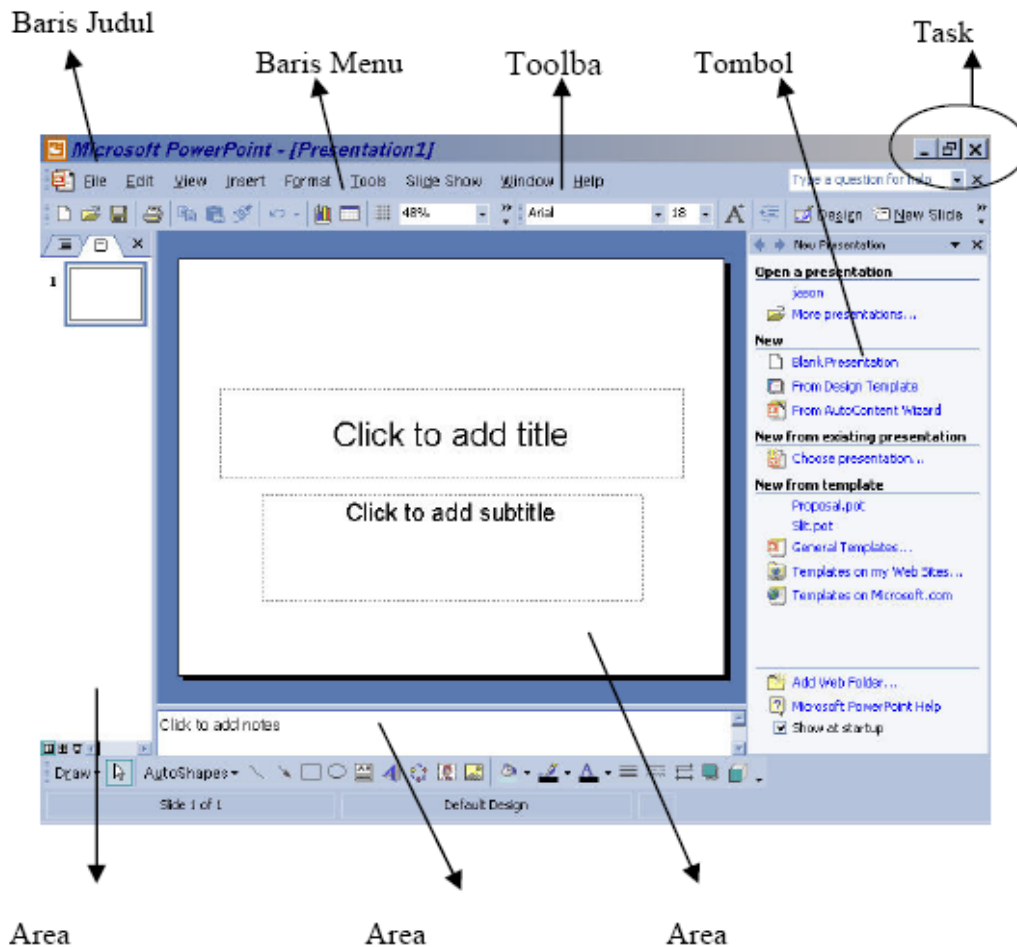 Baris Judul
Baris Menu
Toolba
Tombol
Task
Microsoft PowerPoint - [Presentation1]
File Edit View Insert Format Tools Slide Show Window Help
Type a question for help
48%
Arial
18
Design
New Slide
New Presentation
1
Open a presentation
jason
More presentations...
New
Blank Presentation
From Design Template
From AutoContent Wizard
New from existing presentation
Choose presentation...
New from template
Proposal.pot
Slit.pot
General Templates...
Templates on my Web Sites...
Templates on Microsoft.com
Click to add title
Click to add subtitle
Add Web Folder...
Microsoft PowerPoint Help
Show at startup
Click to add notes
Draw
AutoShapes
Slide 1 of 1
Default Design
Area
Area
Area